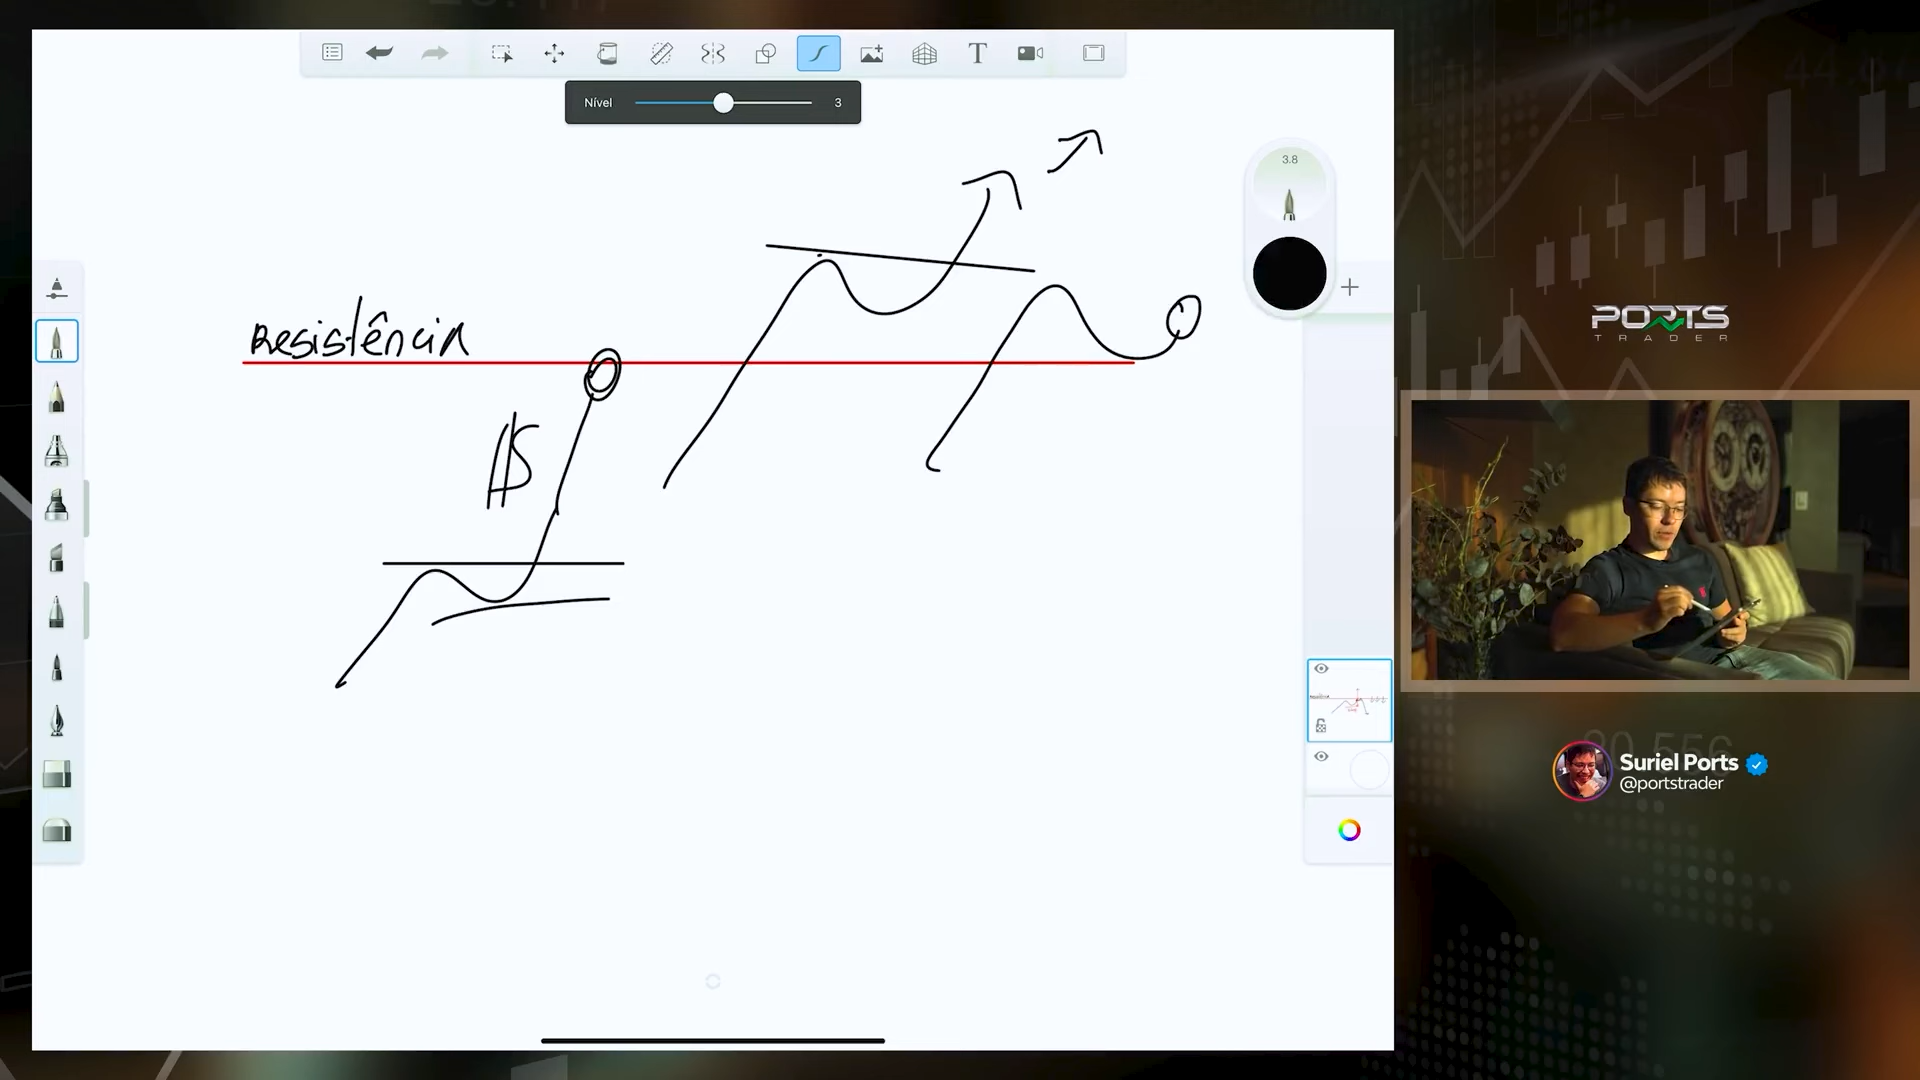 T
Nível 3
3.8
Resistência
$
PORTS
TRADER
Suriel Ports
@portstrader